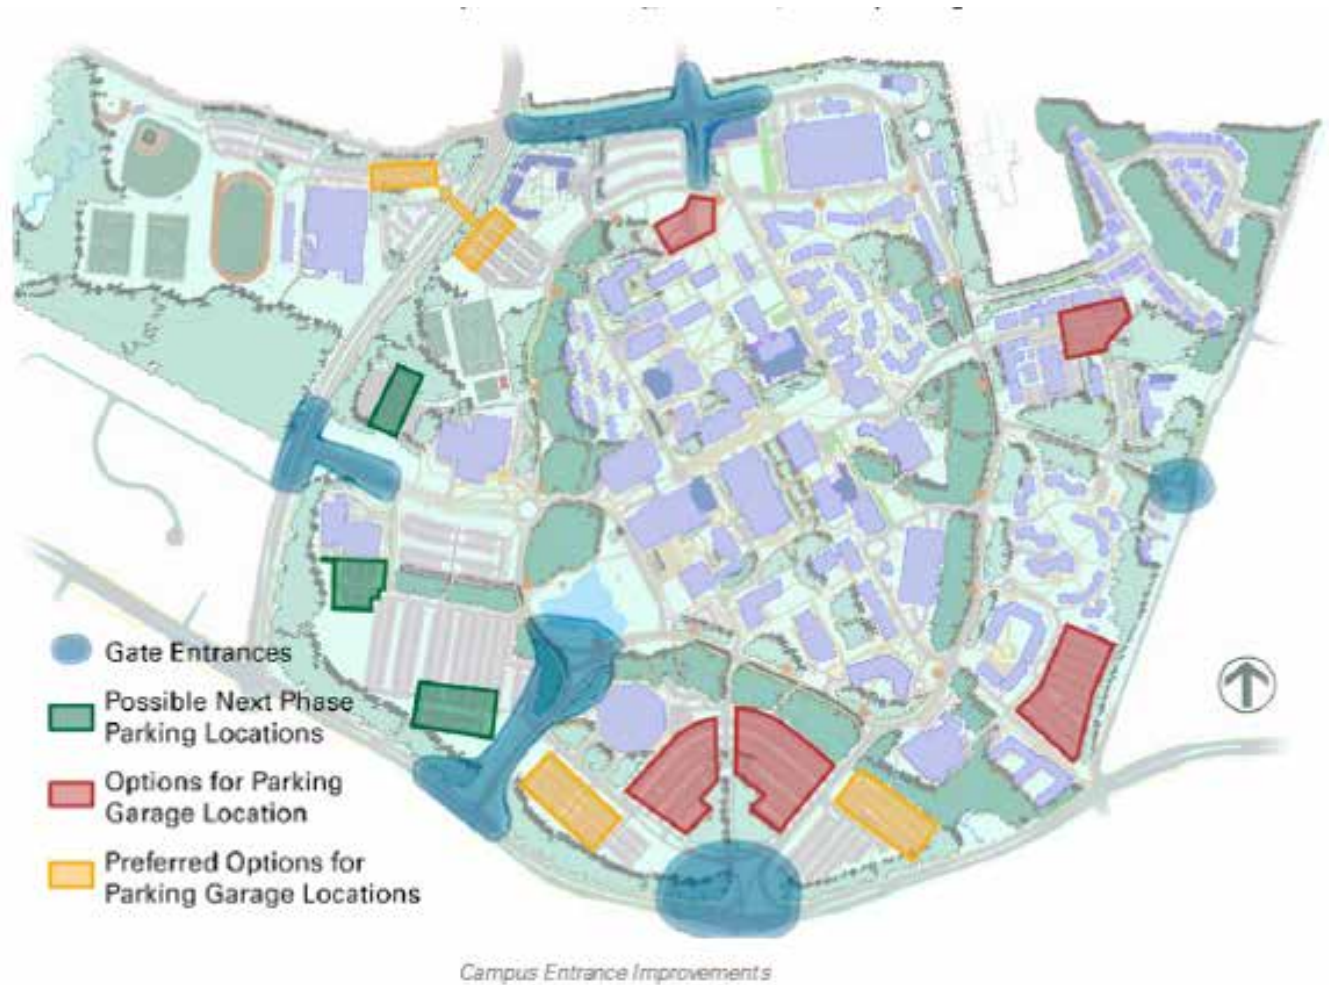 Gate Entrances
Possible Next Phase
Parking Locations
Options for Parking
Garage Location
Preferred Options for
Parking Garage Locations
Campus Entrance Improvements